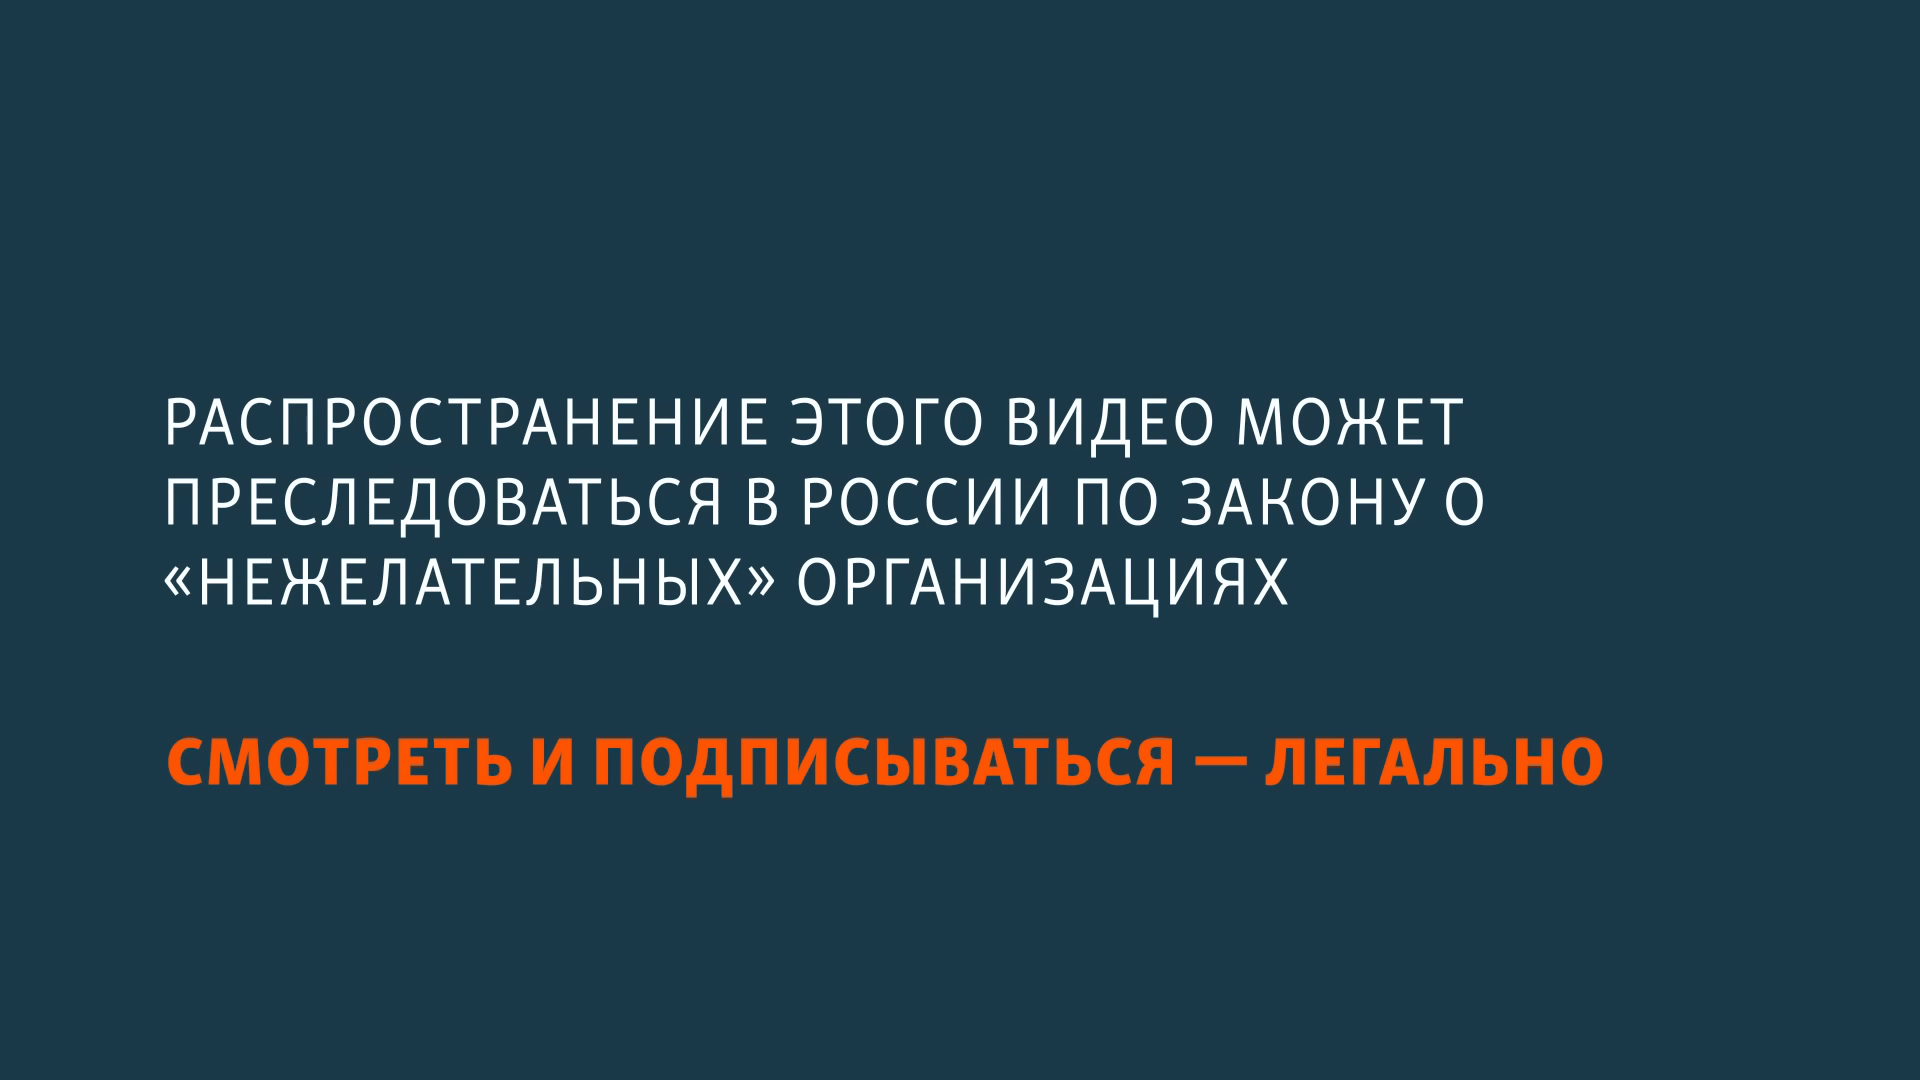 РАСПРОСТРАНЕНИЕ ЭТОГО ВИДЕО МОЖЕТ
ПРЕСЛЕДОВАТЬСЯ В РОССИИ ПО ЗАКОНУ О
«НЕЖЕЛАТЕЛЬНЫХ» ОРГАНИЗАЦИЯХ
СМОТРЕТЬ И ПОДПИСЫВАТЬСЯ — ЛЕГАЛЬНО